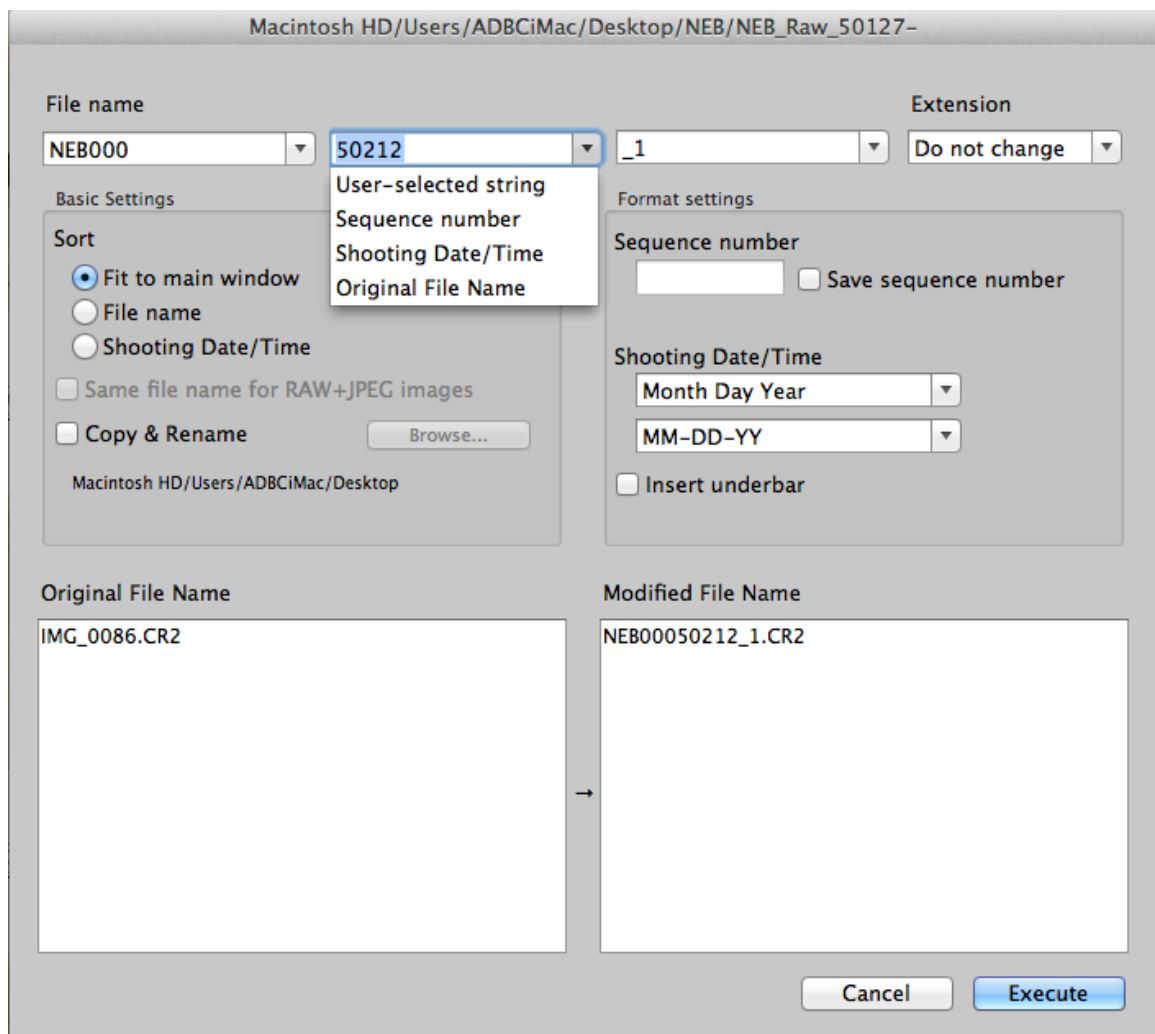 Macintosh HD/Users/ADBCiMac/Desktop/NEB/NEB_Raw_50127-
File name
Extension
NEB000
50212
_1
Do not change
User-selected string
Sequence number
Shooting Date/Time
Original File Name
Basic Settings
Sort
Fit to main window
File name
Shooting Date/Time
Same file name for RAW+JPEG images
Copy & Rename
Browse...
Macintosh HD/Users/ADBCiMac/Desktop
Format settings
Sequence number
Save sequence number
Shooting Date/Time
Month Day Year
MM-DD-YY
Insert underbar
Original File Name
IMG_0086.CR2
→
Modified File Name
NEB00050212_1.CR2
Cancel
Execute